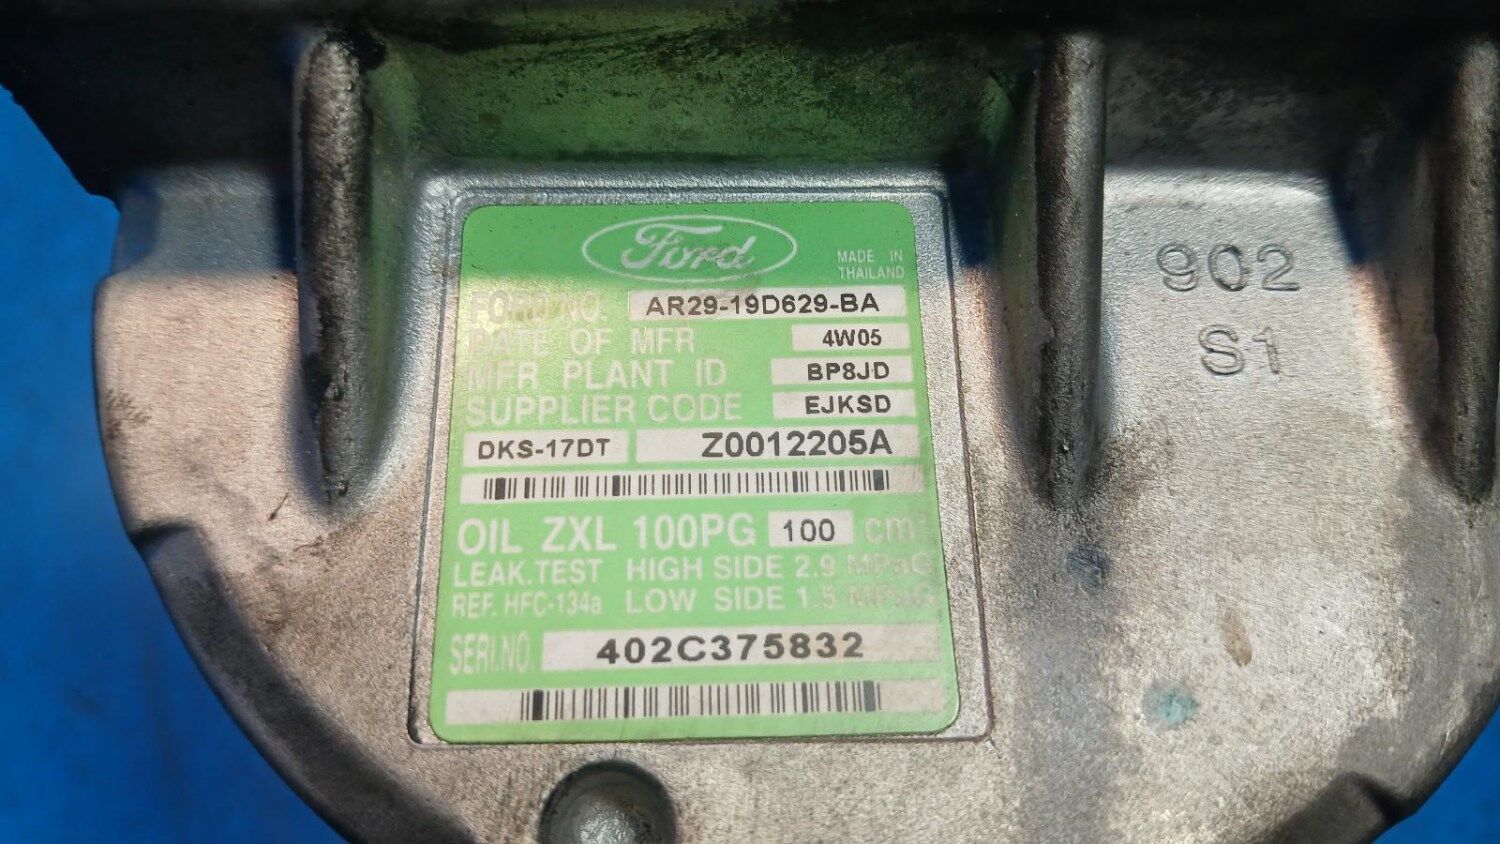 Ford
MADE IN
THAILAND
FORD NO. AR29-19D629-BA
DATE OF MFR 4W05
MFR PLANT ID BP8JD
SUPPLIER CODE EJKSD
DKS-17DT Z0012205A
OIL ZXL 100PG 100 cm³
LEAK.TEST HIGH SIDE 2.9 MPaG
REF. HFC-134a LOW SIDE 1.5 MPaG
SERI.NO. 402C375832
902
S1